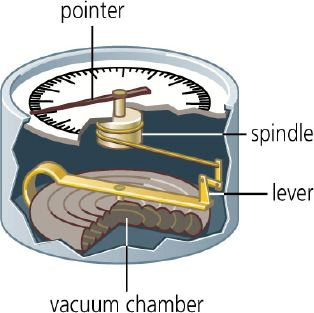 pointer
spindle
lever
vacuum chamber